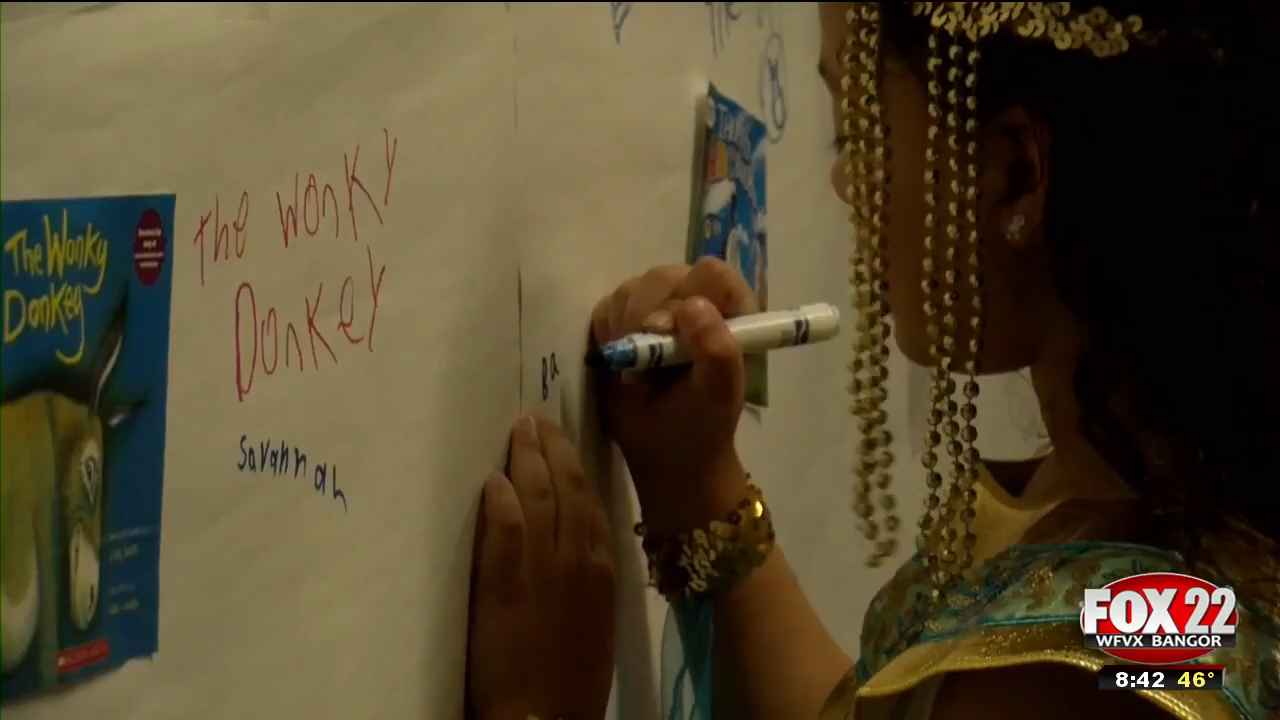 The Wonky
Donkey
the Wonky
Donkey
Savannah
Ba
FOX 22
WFVX BANGOR
8:42 46°